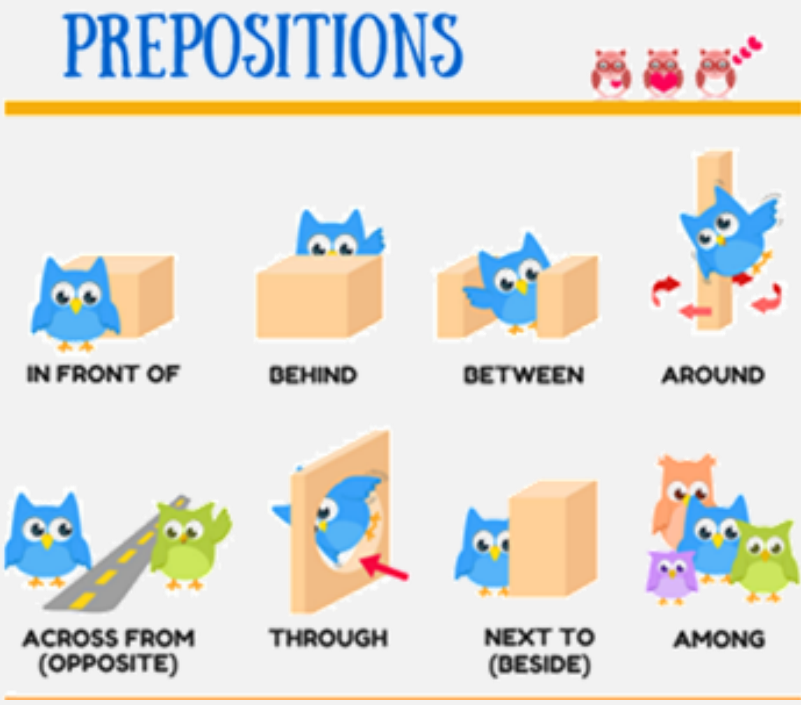 PREPOSITIONS
IN FRONT OF
BEHIND
BETWEEN
AROUND
ACROSS FROM
(OPPOSITE)
THROUGH
NEXT TO
(BESIDE)
AMONG